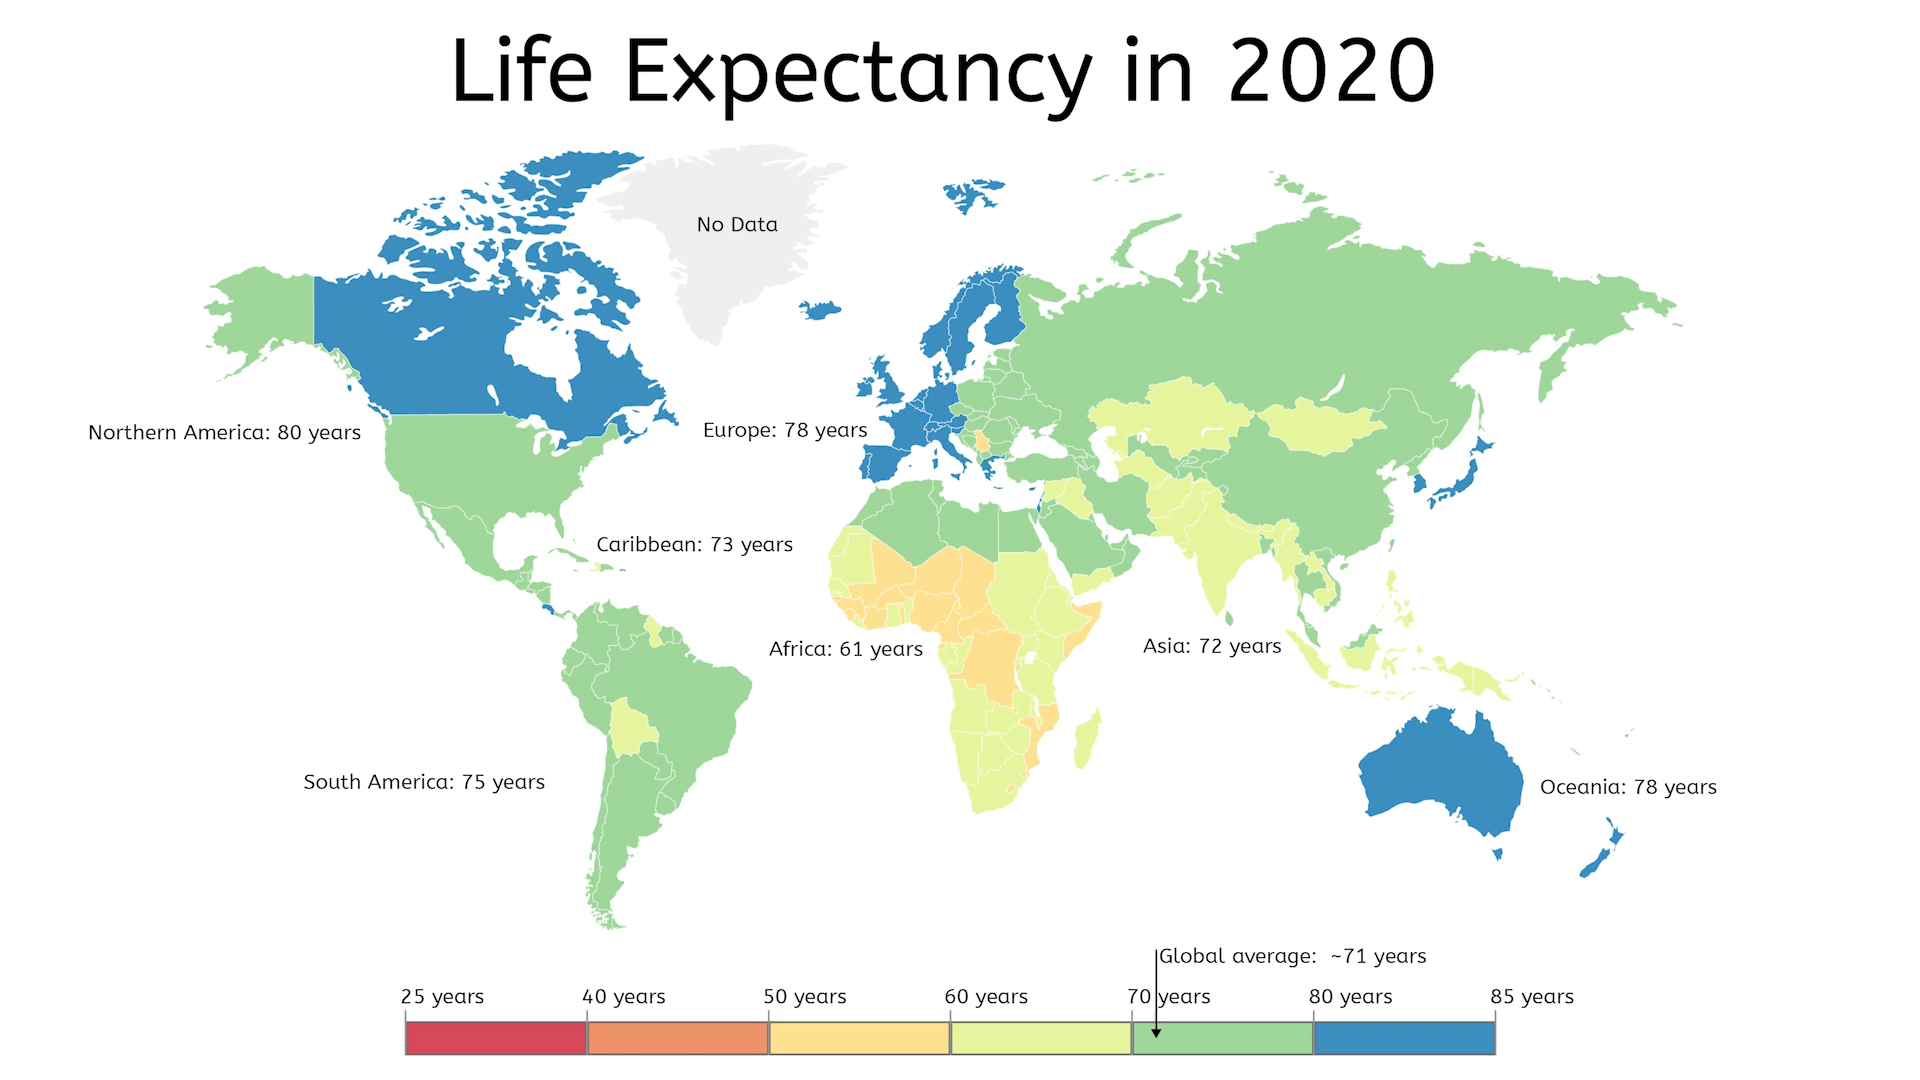 Life Expectancy in 2020
No Data
Northern America: 80 years
Europe: 78 years
Caribbean: 73 years
Africa: 61 years
Asia: 72 years
South America: 75 years
Oceania: 78 years
Global average: ~71 years
25 years
40 years
50 years
60 years
70 years
80 years
85 years